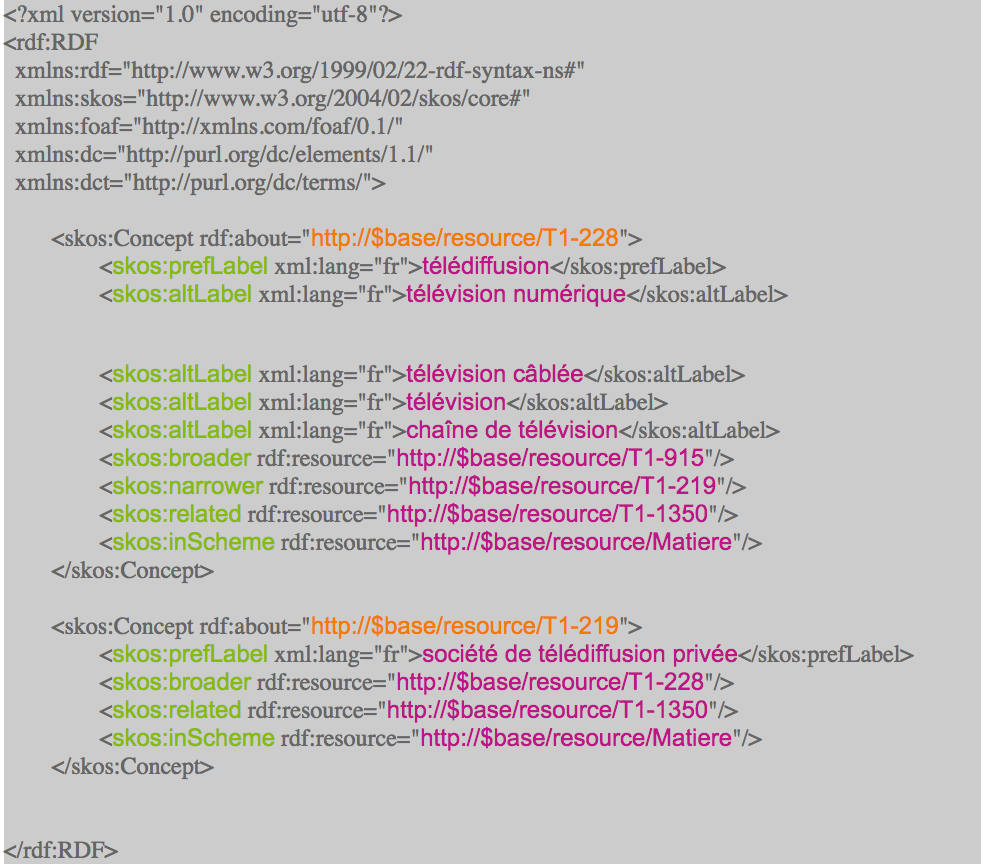 <?xml version="1.0" encoding="utf-8"?>
<rdf:RDF
xmlns:rdf="http://www.w3.org/1999/02/22-rdf-syntax-ns#"
xmlns:skos="http://www.w3.org/2004/02/skos/core#"
xmlns:foaf="http://xmlns.com/foaf/0.1/"
xmlns:dc="http://purl.org/dc/elements/1.1/"
xmlns:dct="http://purl.org/dc/terms/">
<skos:Concept rdf:about="http://$base/resource/T1-228">
<skos:prefLabel xml:lang="fr">télédiffusion</skos:prefLabel>
<skos:altLabel xml:lang="fr">télévision numérique</skos:altLabel>
<skos:altLabel xml:lang="fr">télévision câblée</skos:altLabel>
<skos:altLabel xml:lang="fr">télévision</skos:altLabel>
<skos:altLabel xml:lang="fr">chaîne de télévision</skos:altLabel>
<skos:broader rdf:resource="http://$base/resource/T1-915"/>
<skos:narrower rdf:resource="http://$base/resource/T1-219"/>
<skos:related rdf:resource="http://$base/resource/T1-1350"/>
<skos:inScheme rdf:resource="http://$base/resource/Matiere"/>
</skos:Concept>
<skos:Concept rdf:about="http://$base/resource/T1-219">
<skos:prefLabel xml:lang="fr">société de télédiffusion privée</skos:prefLabel>
<skos:broader rdf:resource="http://$base/resource/T1-228"/>
<skos:related rdf:resource="http://$base/resource/T1-1350"/>
<skos:inScheme rdf:resource="http://$base/resource/Matiere"/>
</skos:Concept>
</rdf:RDF>